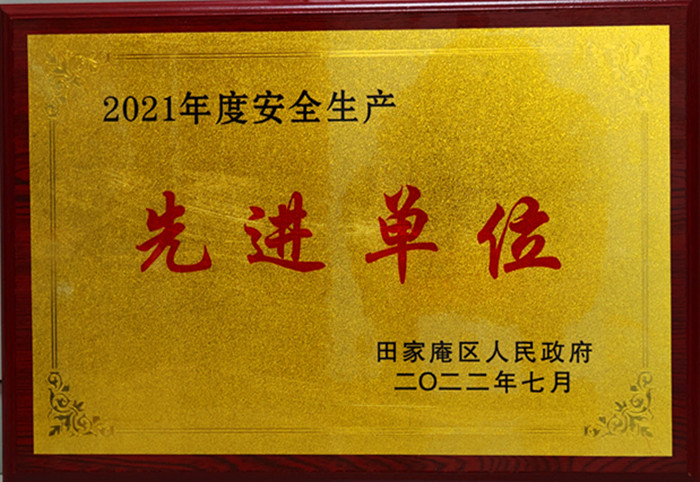 2021年度安全生产
先进单位
田家庵区人民政府
二〇二二年七月